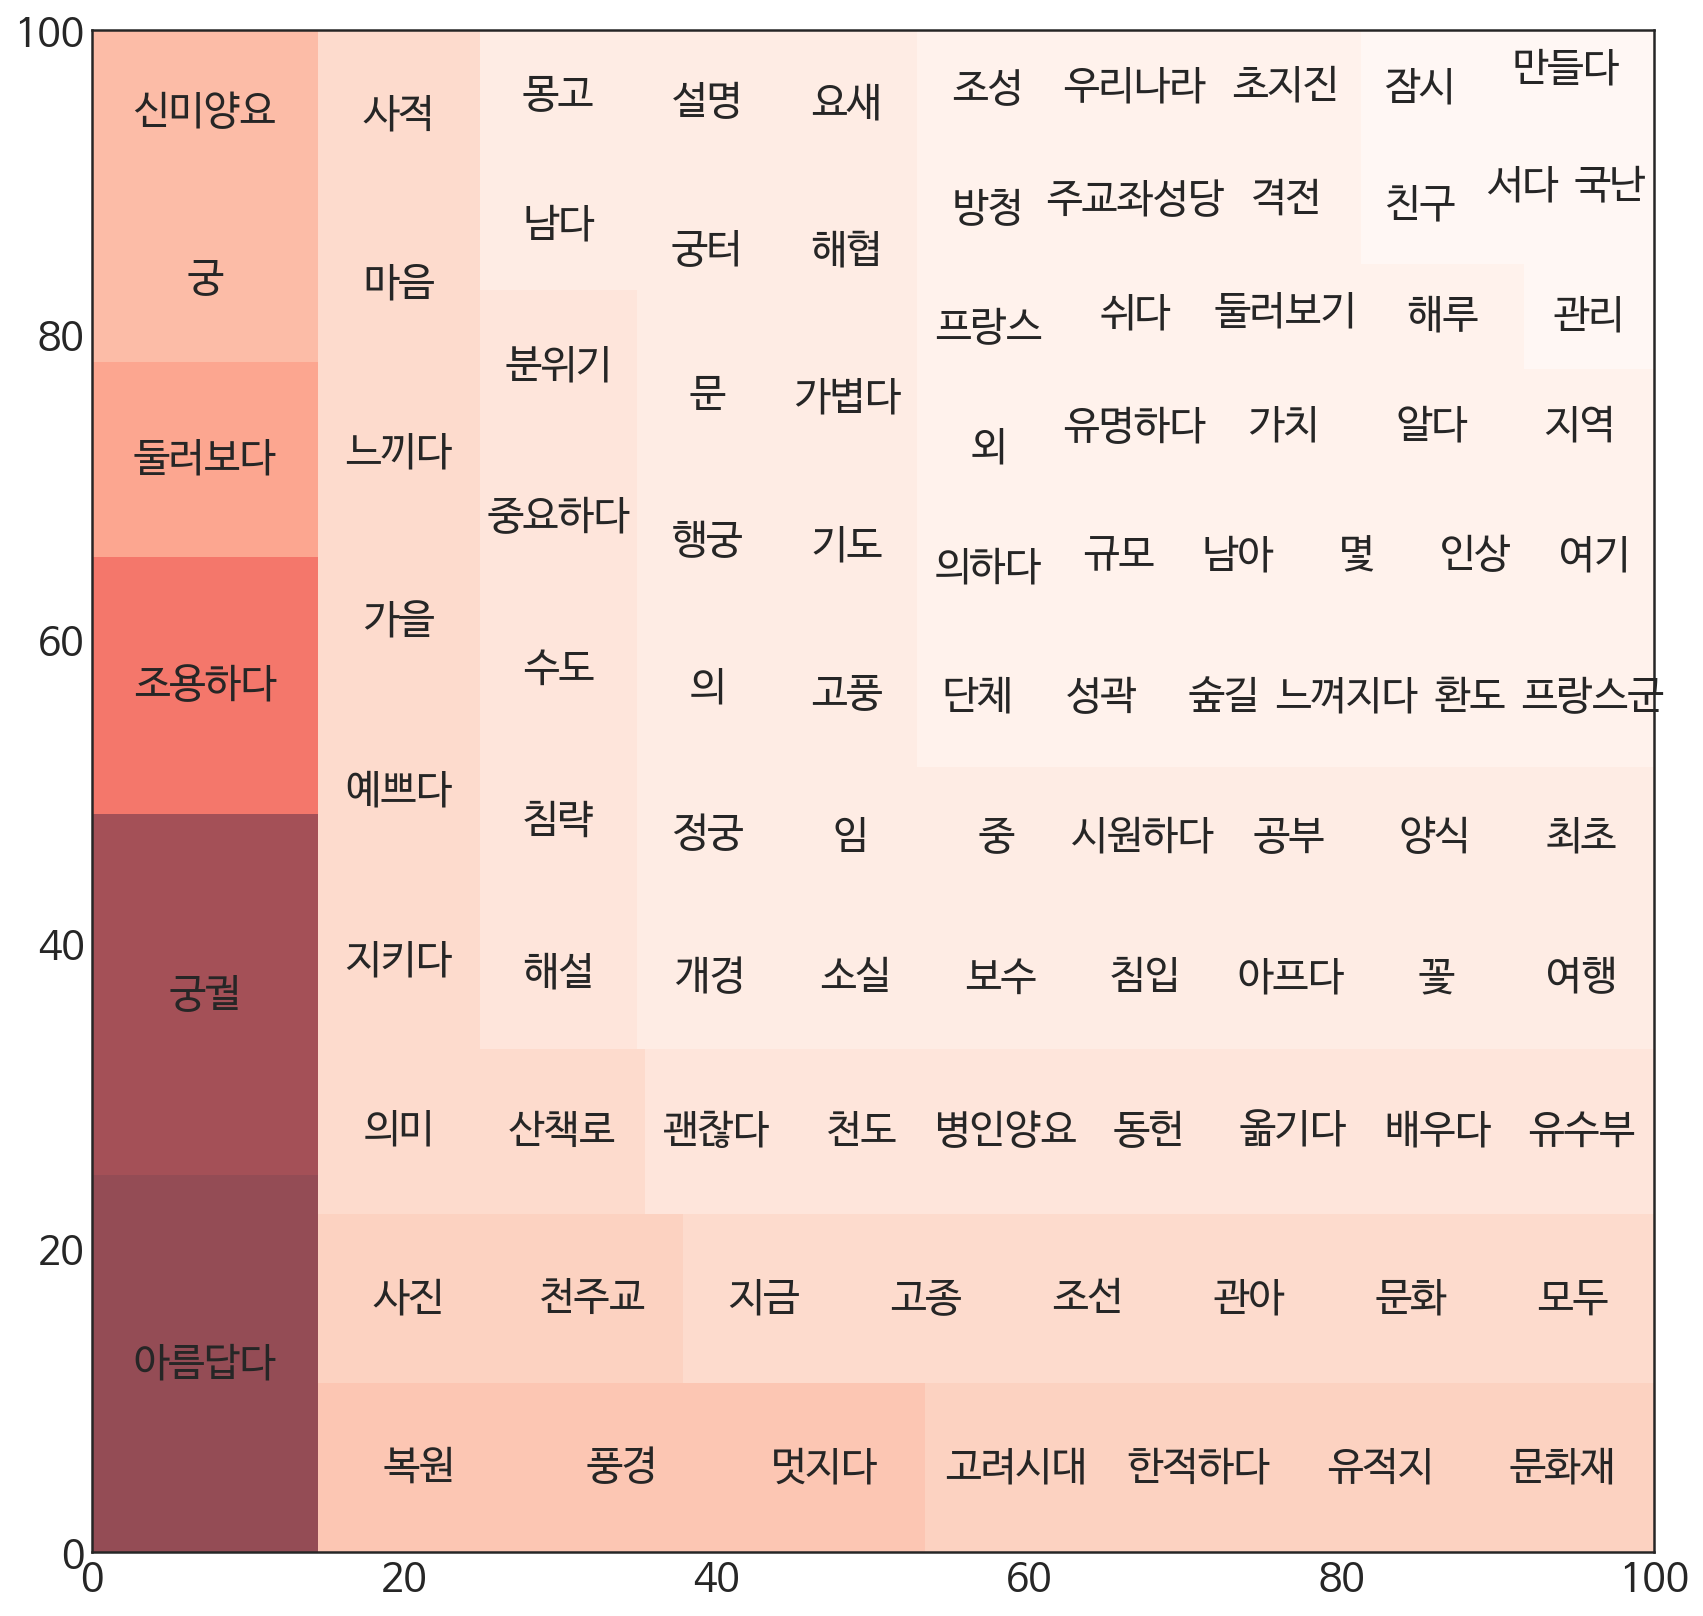 100
신미양요 사적 몽고 설명 요새 조성 우리나라 초지진 잠시 만들다
궁 마음 남다 궁터 해협 방청 주교좌성당 격전 친구 서다 국난
80
프랑스 쉬다 둘러보기 해루 관리
둘러보다 느끼다 분위기 문 가볍다 외 유명하다 가치 알다 지역
중요하다 행궁 기도 의하다 규모 남아 몇 인상 여기
60
조용하다 가을 수도 의 고풍 단체 성곽 숲길 느껴지다 환도 프랑스군
예쁘다 침략 정궁 임 중 시원하다 공부 양식 최초
40
궁궐 지키다 해설 개경 소실 보수 침입 아프다 꽃 여행
의미 산책로 괜찮다 천도 병인양요 동헌 옮기다 배우다 유수부
20
아름답다 사진 천주교 지금 고종 조선 관아 문화 모두
복원 풍경 멋지다 고려시대 한적하다 유적지 문화재
0
0 20 40 60 80 100